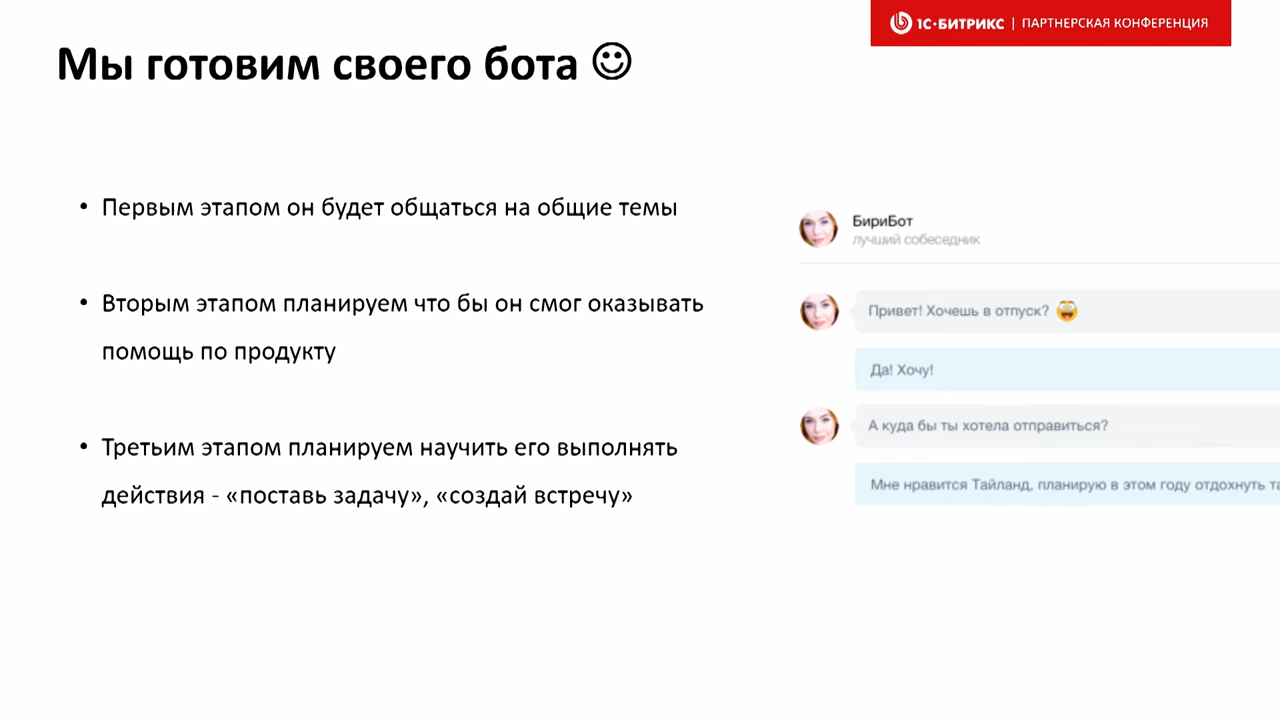 1С·БИТРИКС | ПАРТНЕРСКАЯ КОНФЕРЕНЦИЯ
Мы готовим своего бота ☺
• Первым этапом он будет общаться на общие темы
• Вторым этапом планируем что бы он смог оказывать
помощь по продукту
• Третьим этапом планируем научить его выполнять
действия - «поставь задачу», «создай встречу»
БириБот
лучший собеседник
Привет! Хочешь в отпуск?
Да! Хочу!
А куда бы ты хотела отправиться?
Мне нравится Тайланд, планирую в этом году отдохнуть